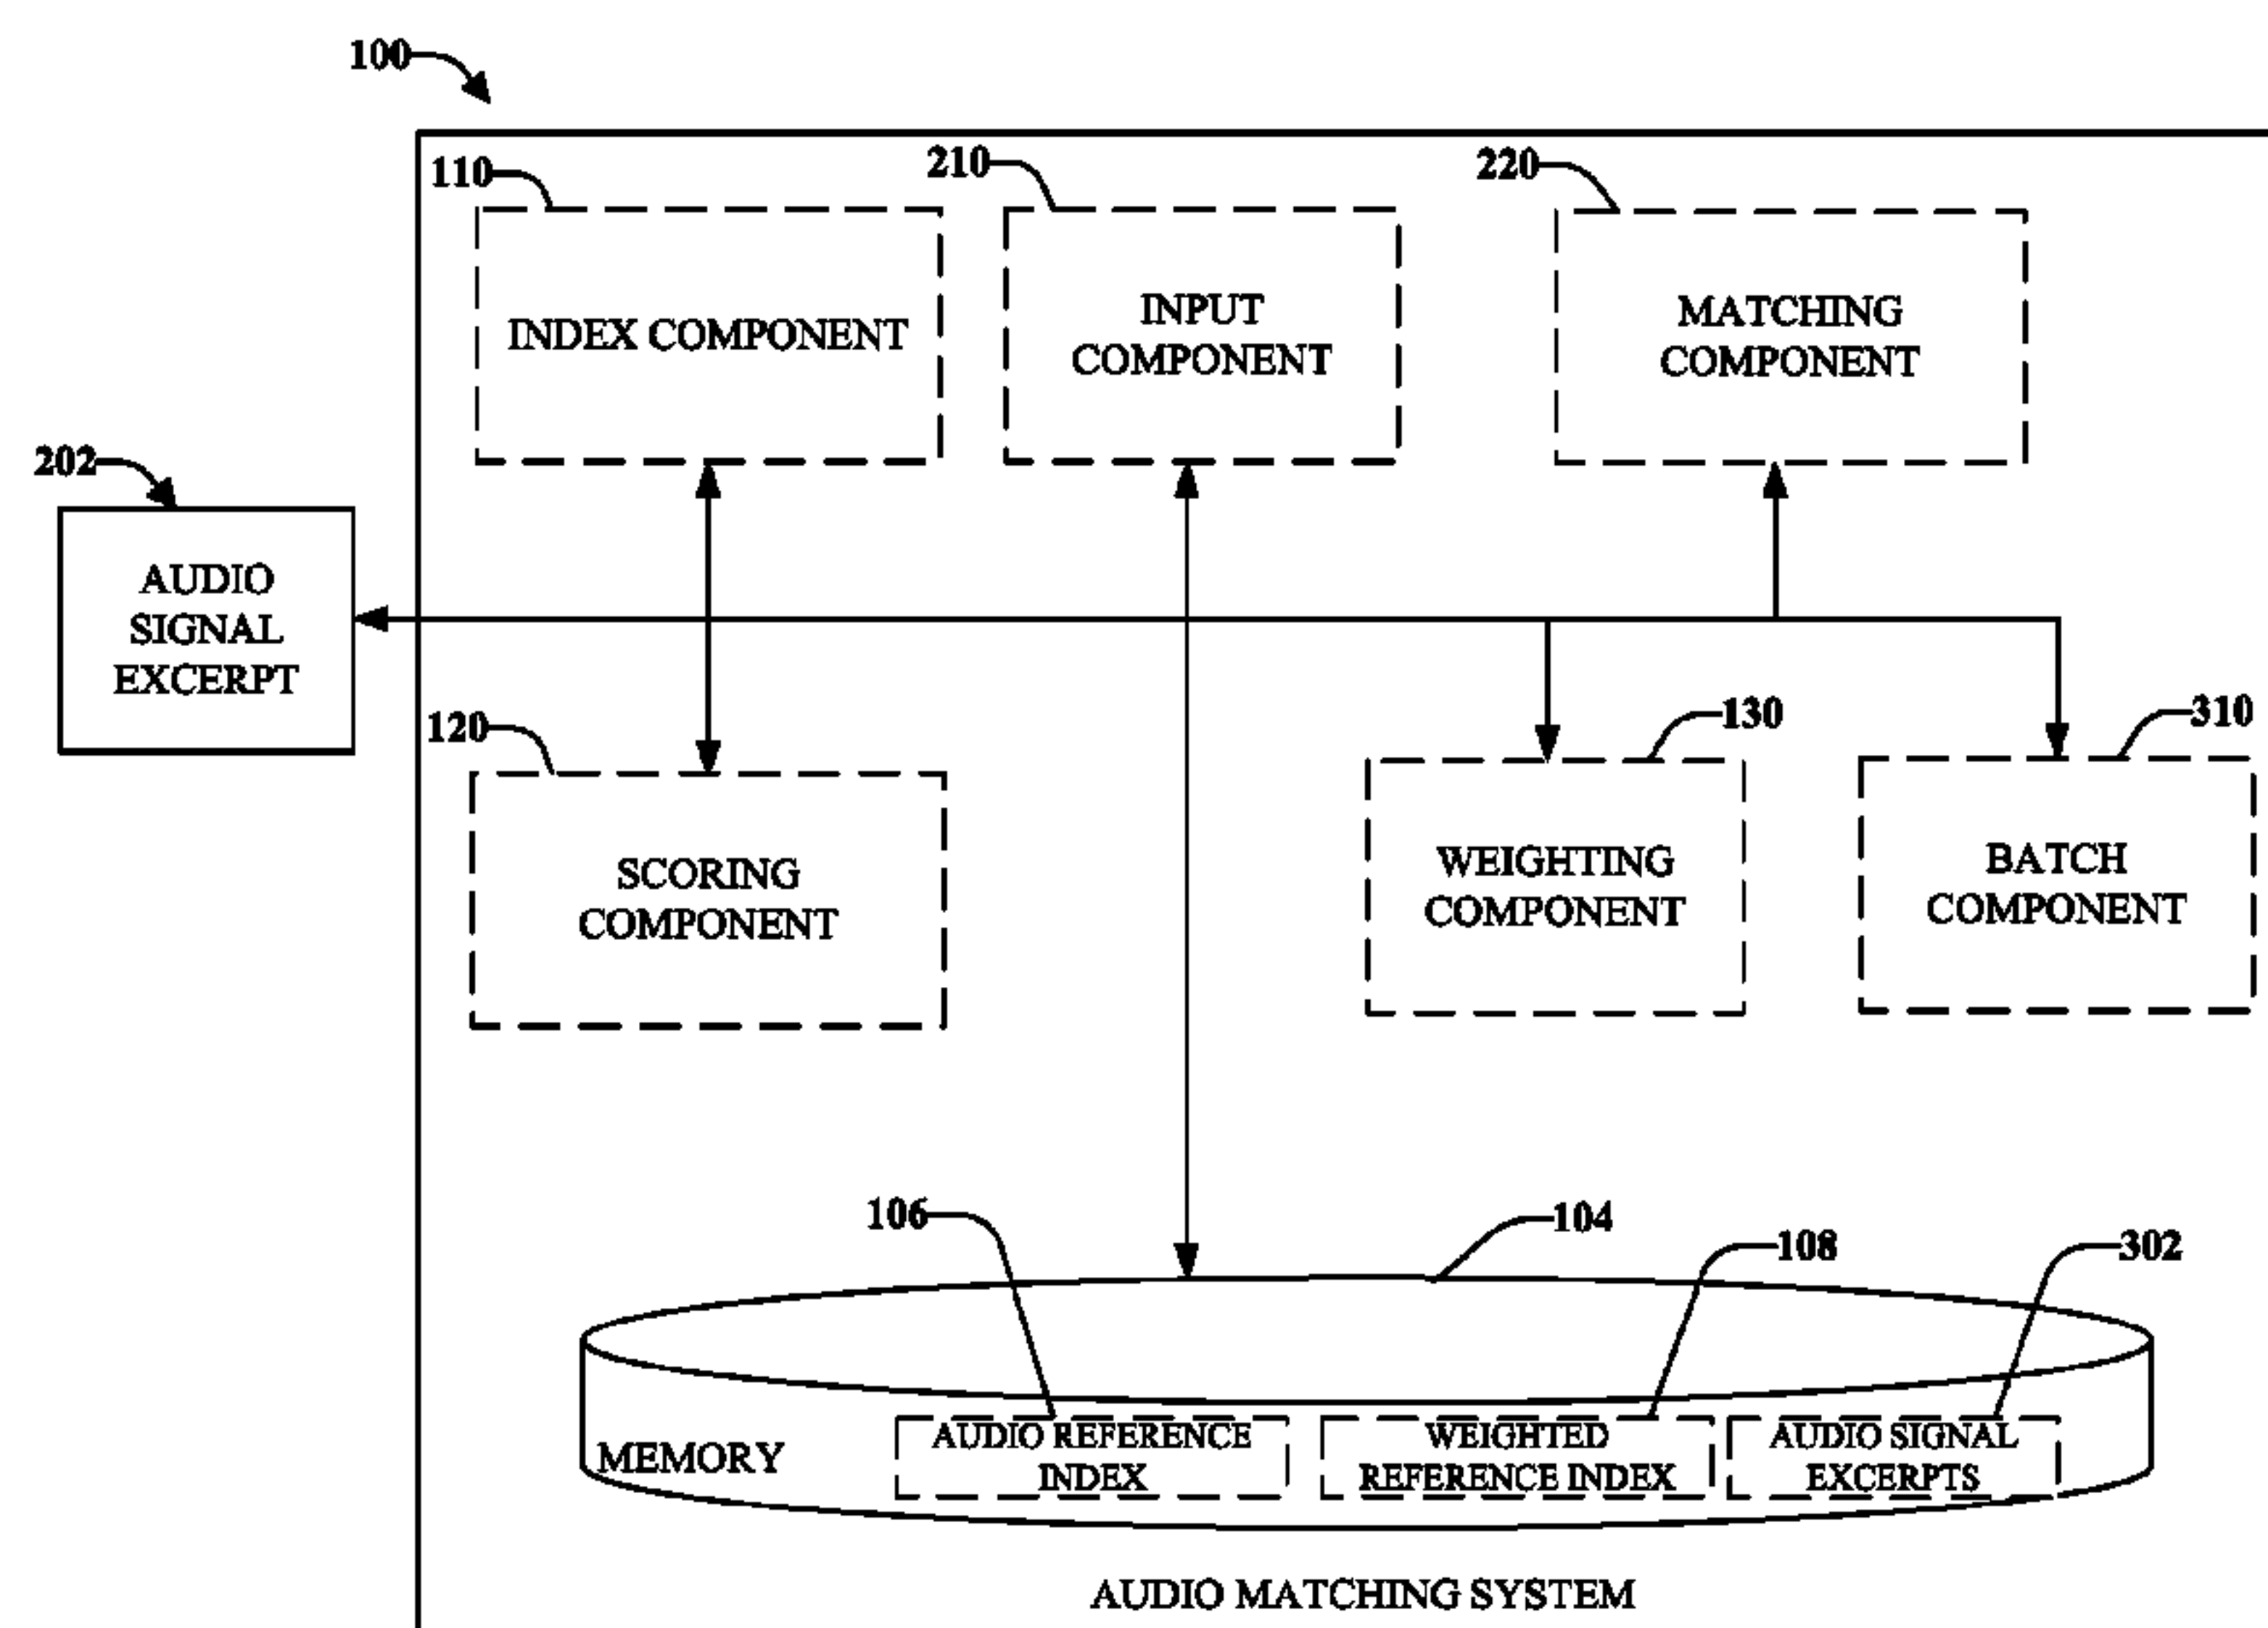 100
110
210
220
INDEX COMPONENT
INPUT
COMPONENT
MATCHING
COMPONENT
202
AUDIO
SIGNAL
EXCERPT
120
130
310
SCORING
COMPONENT
WEIGHTING
COMPONENT
BATCH
COMPONENT
106
104
108
302
MEMORY
AUDIO REFERENCE
INDEX
WEIGHTED
REFERENCE INDEX
AUDIO SIGNAL
EXCERPTS
AUDIO MATCHING SYSTEM